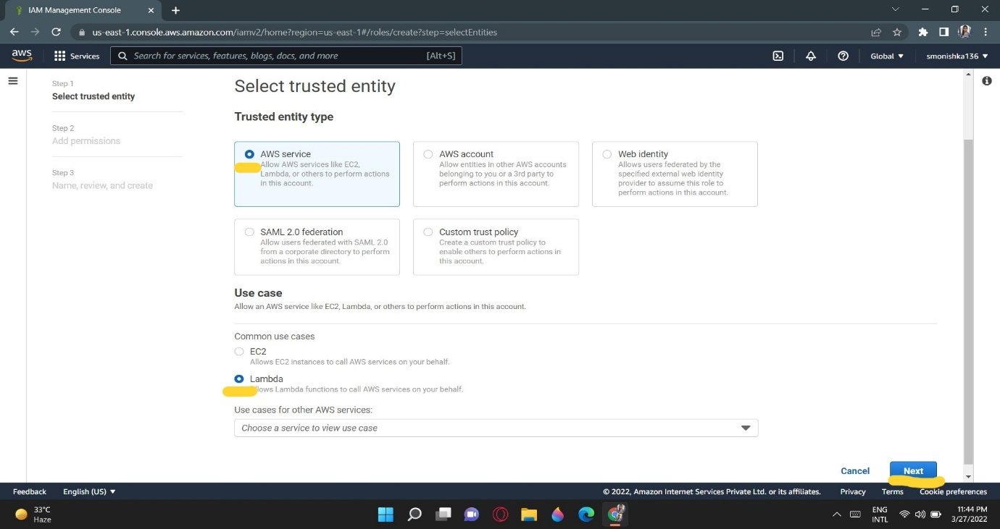 IAM Management Console
us-east-1.console.aws.amazon.com/iamv2/home?region=us-east-1#/roles/create?step=selectEntities
aws
Services
Search for services, features, blogs, docs, and more
[Alt+S]
Global
smonishka136
Step 1
Select trusted entity
Step 2
Add permissions
Step 3
Name, review, and create
Select trusted entity
Trusted entity type
AWS service
Allow AWS services like EC2,
Lambda, or others to perform actions
in this account.
AWS account
Allow entities in other AWS accounts
belonging to you or a 3rd party to
perform actions in this account.
Web identity
Allows users federated by the
specified external web identity
provider to assume this role to
perform actions in this account.
SAML 2.0 federation
Allow users federated with SAML 2.0
from a corporate directory to perform
actions in this account.
Custom trust policy
Create a custom trust policy to
enable others to perform actions in
this account.
Use case
Allow an AWS service like EC2, Lambda, or others to perform actions in this account.
Common use cases
EC2
Allows EC2 instances to call AWS services on your behalf.
Lambda
llows Lambda functions to call AWS services on your behalf.
Use cases for other AWS services:
Choose a service to view use case
Cancel
Next
Feedback
English (US)
© 2022, Amazon Internet Services Private Ltd. or its affiliates.
Privacy
Terms
Cookie preferences
33°C
Haze
ENG
INTL
11:44 PM
3/27/2022